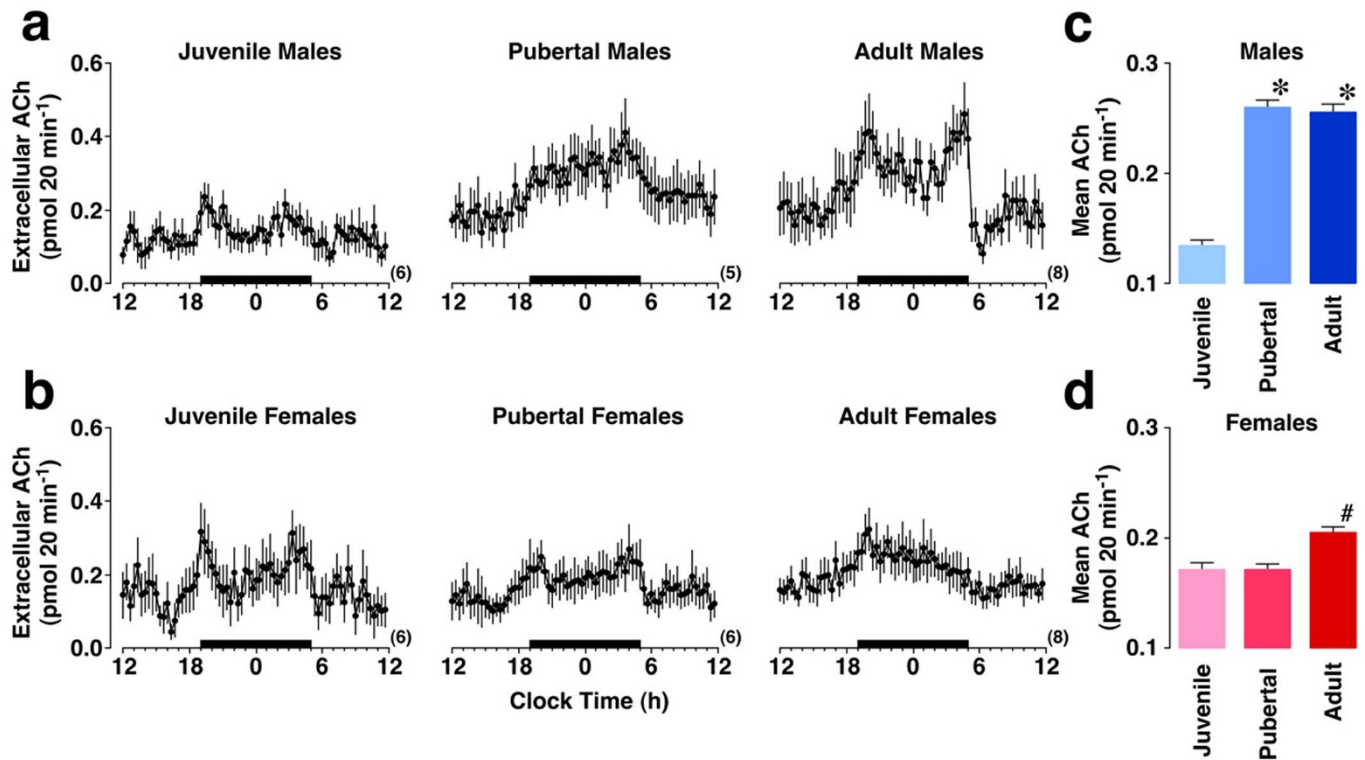 a
Juvenile Males
Pubertal Males
Adult Males
Extracellular ACh
(pmol 20 min-1)
0.6
0.4
0.2
0.0
(6)
(5)
(8)
12 18 0 6 12
12 18 0 6 12
12 18 0 6 12
c
Males
Mean ACh
(pmol 20 min-1)
0.3
0.2
0.1
* *
Juvenile
Pubertal
Adult
b
Juvenile Females
Pubertal Females
Adult Females
Extracellular ACh
(pmol 20 min-1)
0.6
0.4
0.2
0.0
(6)
(6)
(8)
12 18 0 6 12
12 18 0 6 12
12 18 0 6 12
Clock Time (h)
d
Females
Mean ACh
(pmol 20 min-1)
0.3
0.2
0.1
#
Juvenile
Pubertal
Adult